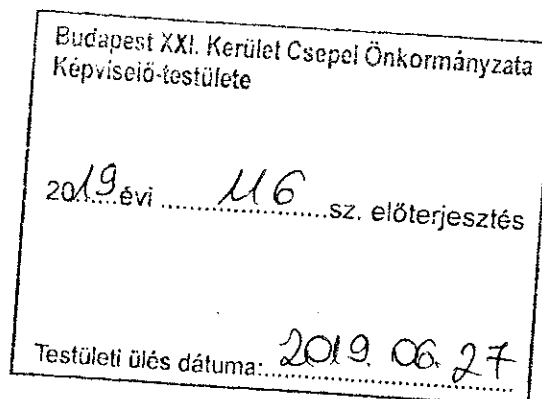 Budapest XXI. Kerület Csepel Önkormányzata
Képviselő-testülete
2019 évi 116 sz. előterjesztés
Testületi ülés dátuma: 2019. 06. 27